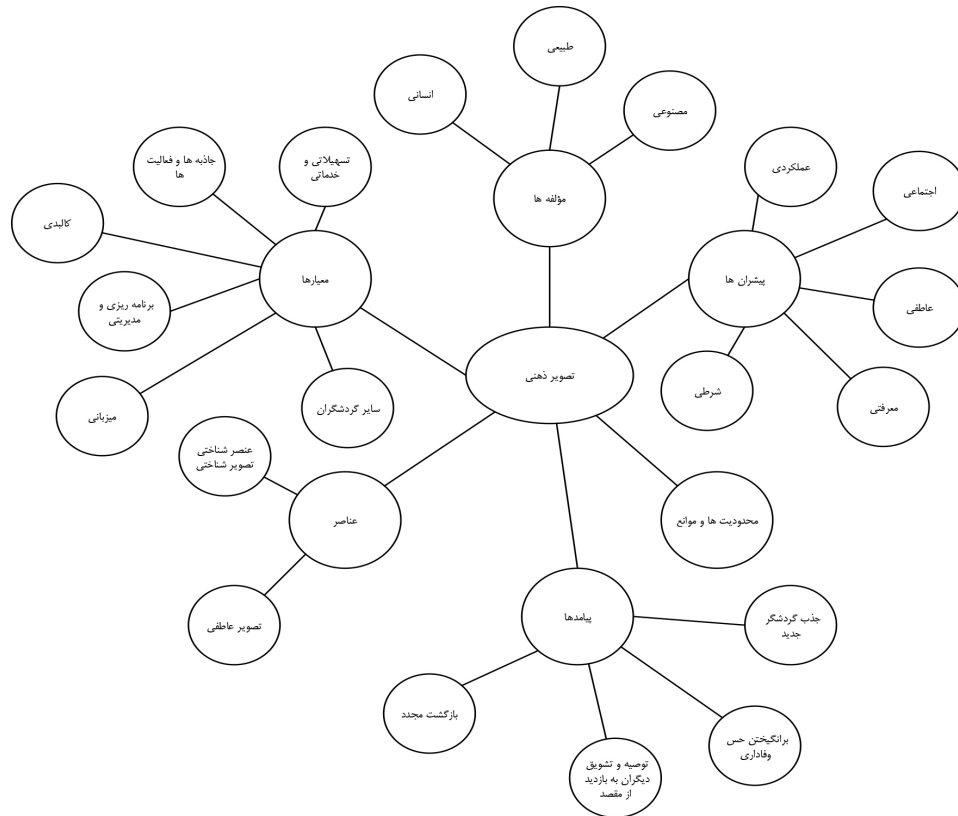 طبیعی
انسانی
مصنوعی
مؤلفه ها
عملکردی
اجتماعی
پیشران ها
عاطفی
معرفتی
شرطی
تسهیلاتی و
خدماتی
جاذبه ها و فعالیت
ها
کالبدی
معیارها
برنامه ریزی و
مدیریتی
میزبانی
سایر گردشگران
تصویر ذهنی
عنصر شناختی
تصویر شناختی
عناصر
تصویر عاطفی
محدودیت ها و موانع
پیامدها
جذب گردشگر
جدید
برانگیختن حس
وفاداری
توصیه و تشویق
دیگران به بازدید
از مقصد
بازگشت مجدد